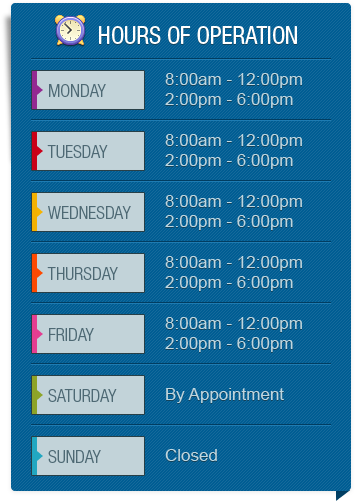 HOURS OF OPERATION
MONDAY
8:00am - 12:00pm
2:00pm - 6:00pm
TUESDAY
8:00am - 12:00pm
2:00pm - 6:00pm
WEDNESDAY
8:00am - 12:00pm
2:00pm - 6:00pm
THURSDAY
8:00am - 12:00pm
2:00pm - 6:00pm
FRIDAY
8:00am - 12:00pm
2:00pm - 6:00pm
SATURDAY
By Appointment
SUNDAY
Closed